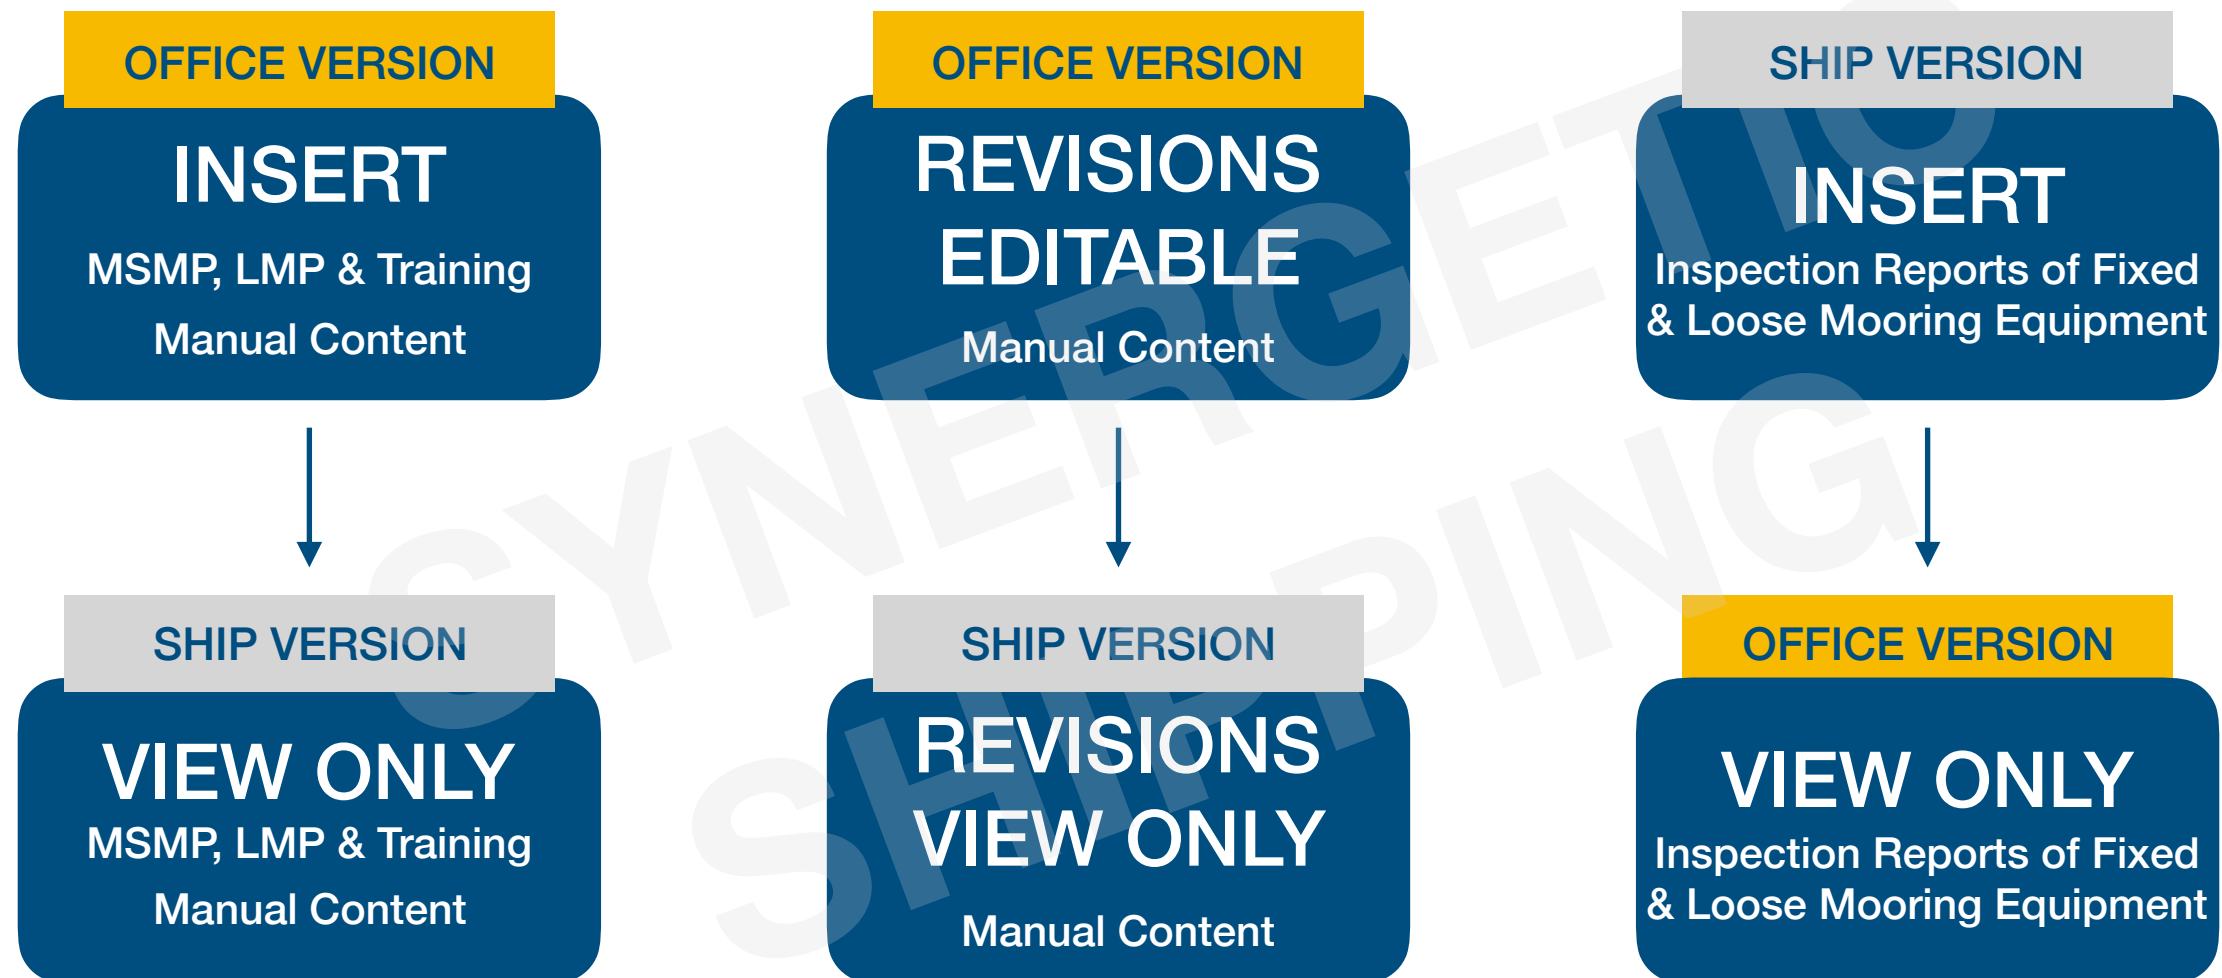 OFFICE VERSION
INSERT
MSMP, LMP & Training
Manual Content
SHIP VERSION
VIEW ONLY
MSMP, LMP & Training
Manual Content
OFFICE VERSION
REVISIONS
EDITABLE
Manual Content
SHIP VERSION
REVISIONS
VIEW ONLY
Manual Content
SHIP VERSION
INSERT
Inspection Reports of Fixed
& Loose Mooring Equipment
OFFICE VERSION
VIEW ONLY
Inspection Reports of Fixed
& Loose Mooring Equipment
SYNERGETIC
SHIPPING